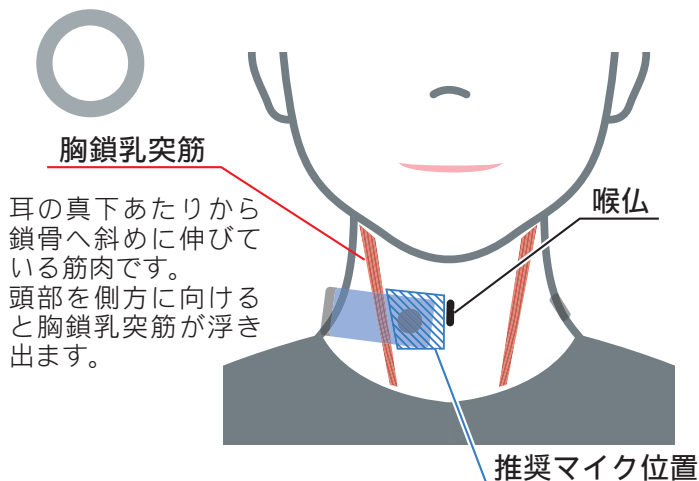 胸鎖乳突筋
耳の真下あたりから
鎖骨へ斜めに伸びて
いる筋肉です。
頭部を側方に向ける
と胸鎖乳突筋が浮き
出ます。
喉仏
推奨マイク位置